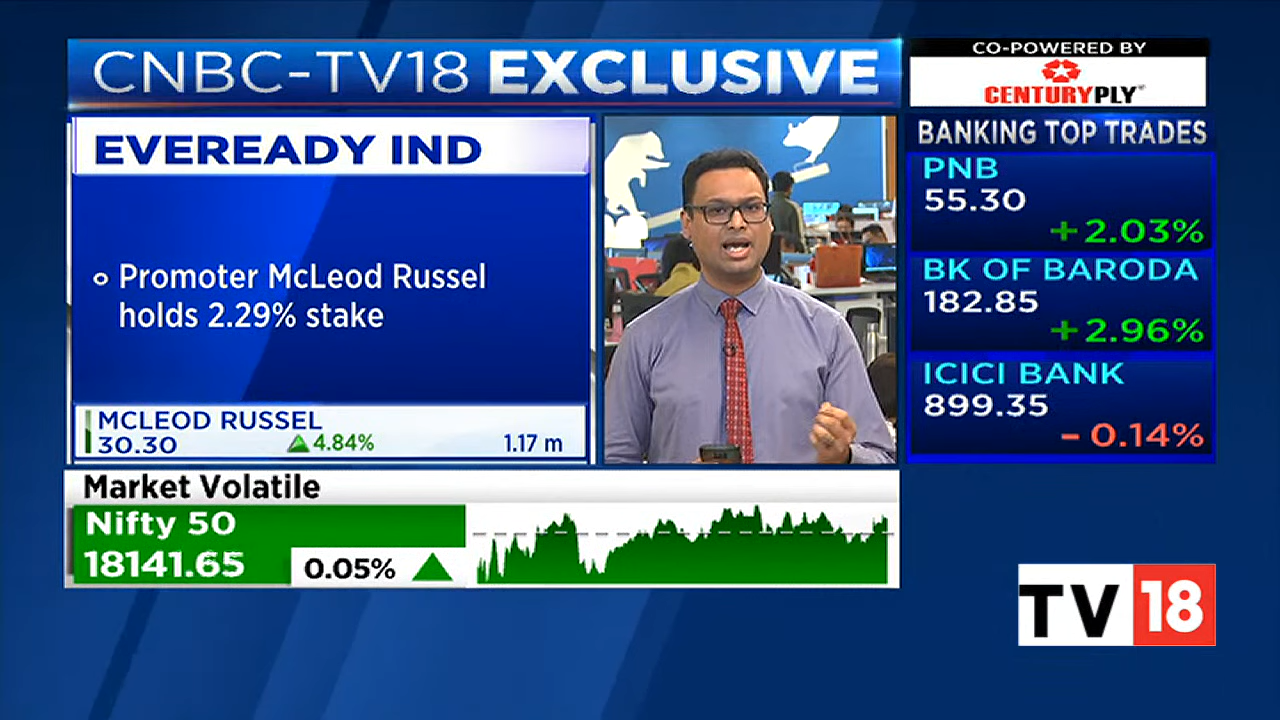 CNBC-TV18 EXCLUSIVE
CO-POWERED BY
CENTURYPLY
EVEREADY IND
Promoter McLeod Russel
holds 2.29% stake
MCLEOD RUSSEL
30.30 4.84% 1.17 m
BANKING TOP TRADES
PNB
55.30
+2.03%
BK OF BARODA
182.85
+2.96%
ICICI BANK
899.35
- 0.14%
Market Volatile
Nifty 50
18141.65 0.05%
TV18